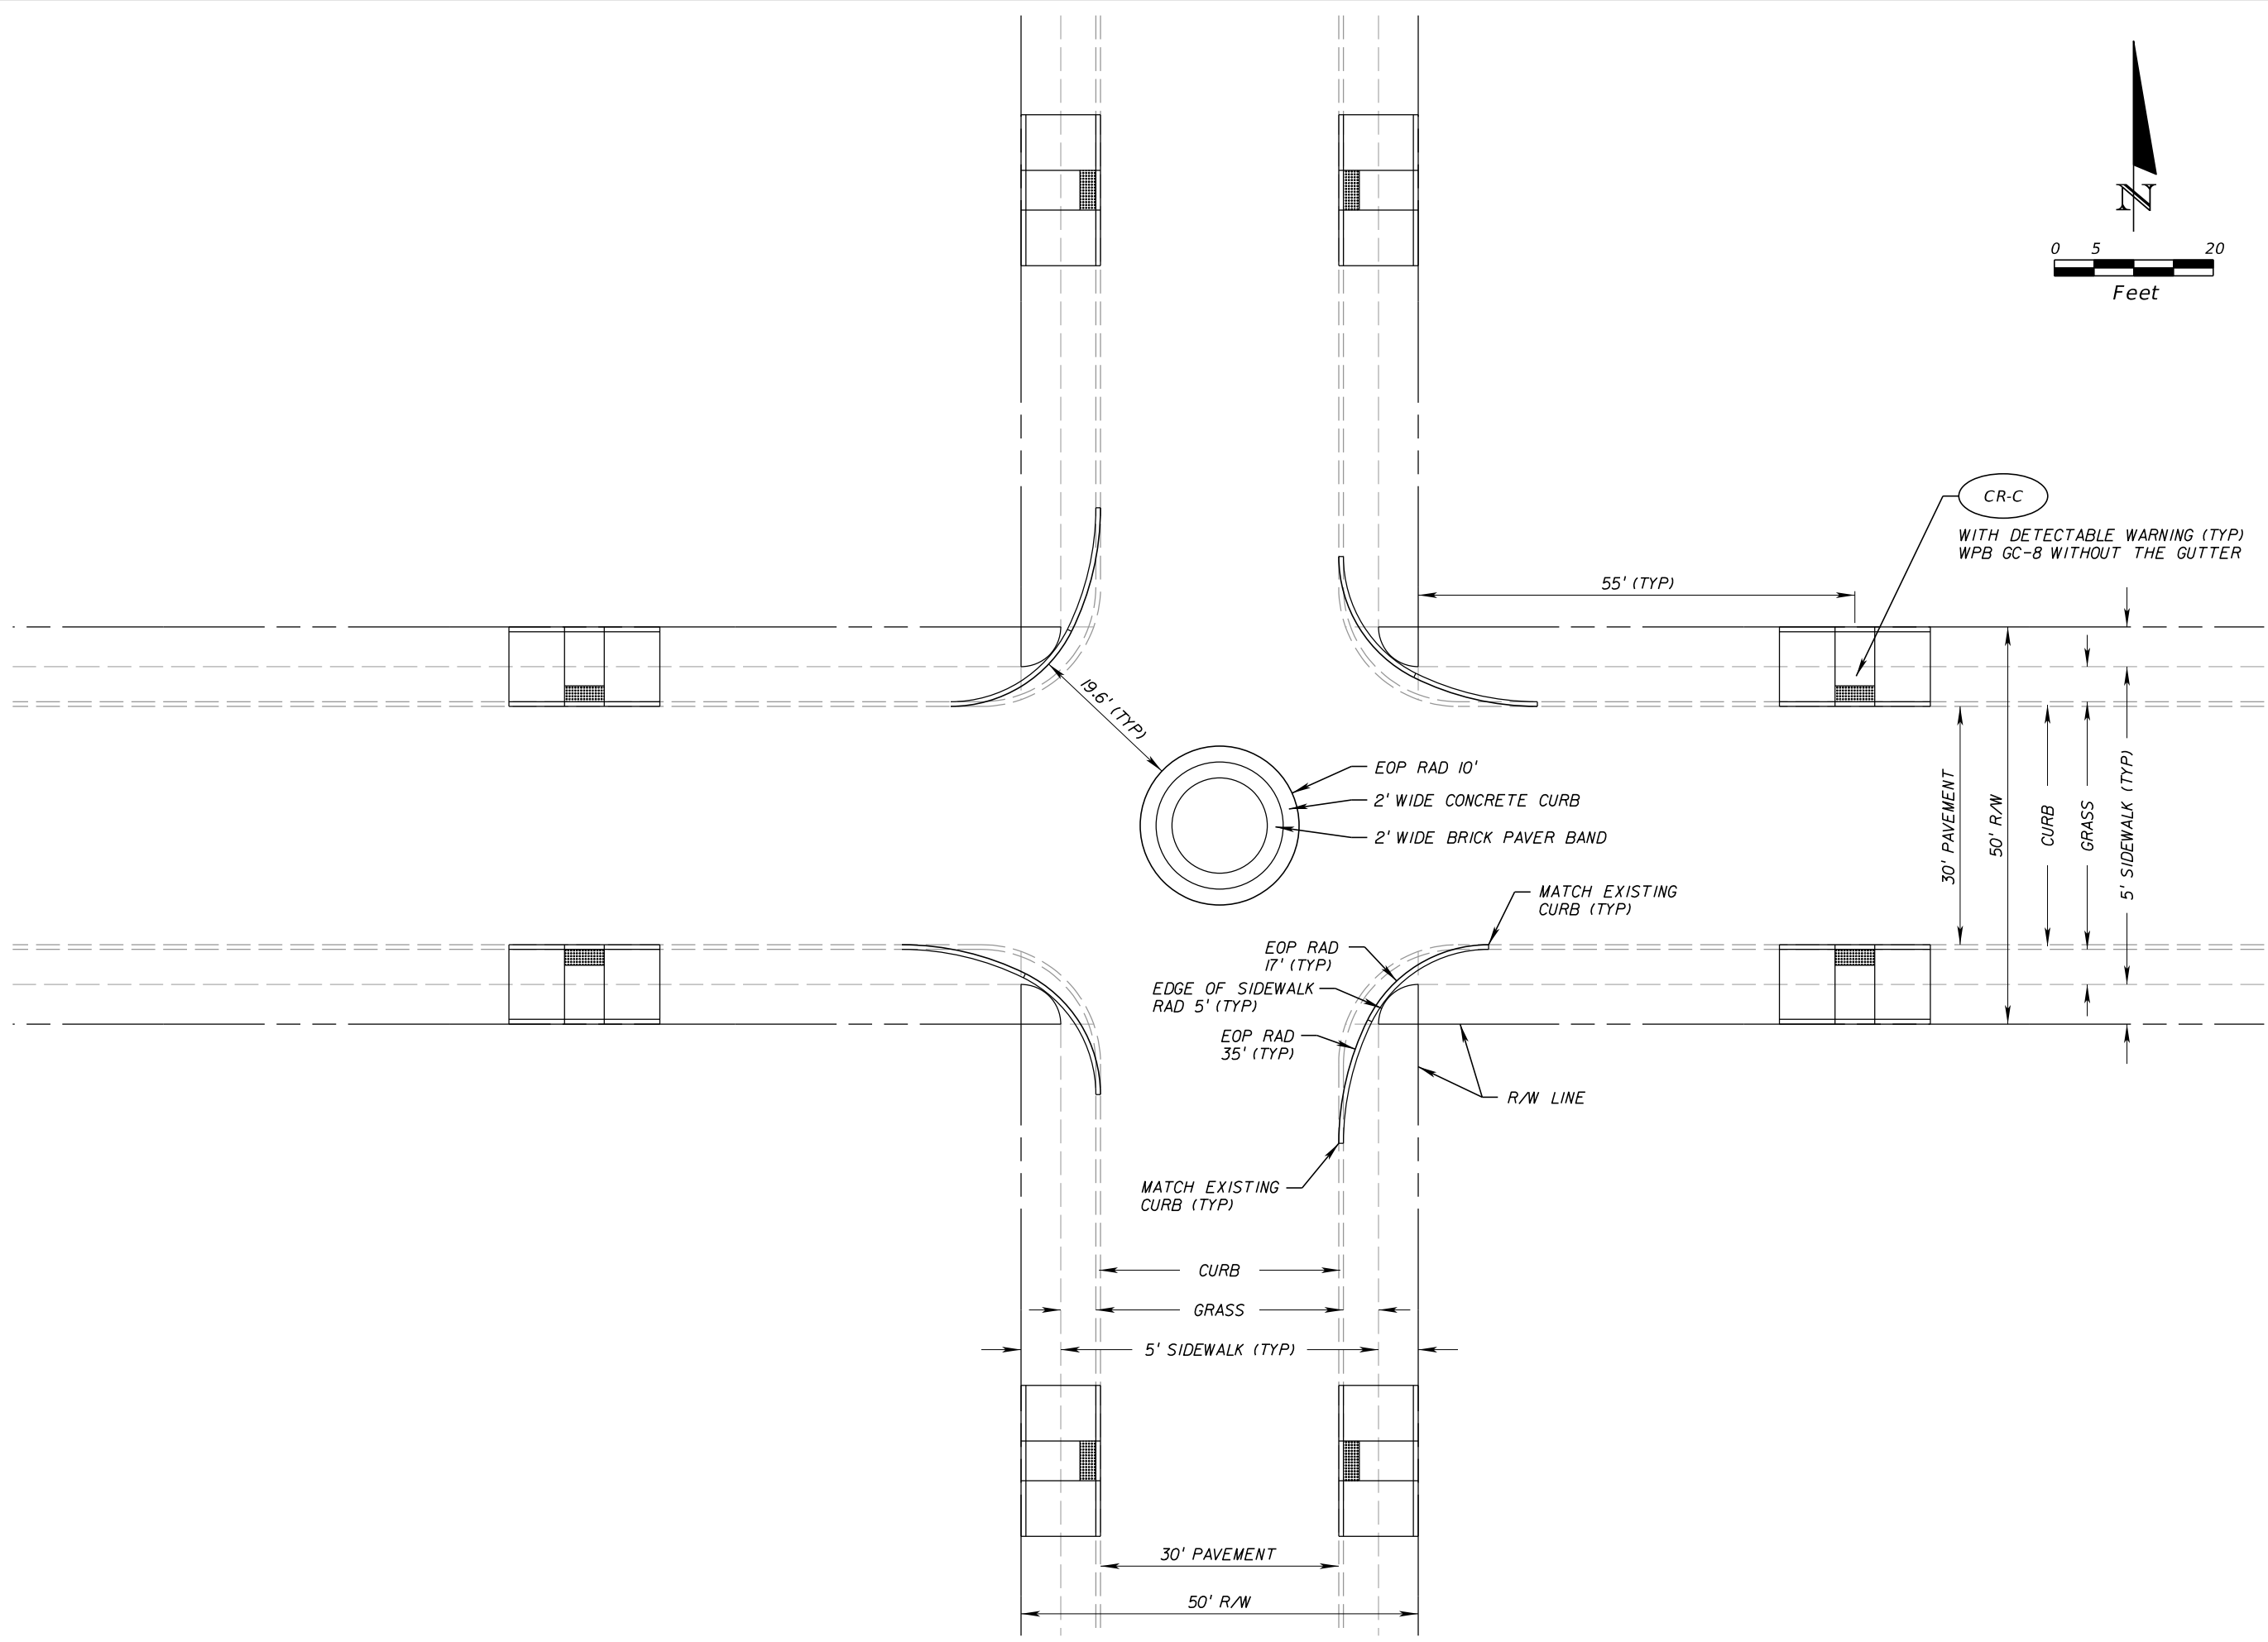 N
0 5 20
Feet
CR-C
WITH DETECTABLE WARNING (TYP)
WPB GC-8 WITHOUT THE GUTTER
55' (TYP)
19.6' (TYP)
EOP RAD 10'
2' WIDE CONCRETE CURB
2' WIDE BRICK PAVER BAND
30' PAVEMENT
50' R/W
CURB
GRASS
5' SIDEWALK (TYP)
MATCH EXISTING
CURB (TYP)
EOP RAD
17' (TYP)
EDGE OF SIDEWALK
RAD 5' (TYP)
EOP RAD
35' (TYP)
R/W LINE
MATCH EXISTING
CURB (TYP)
CURB
GRASS
5' SIDEWALK (TYP)
30' PAVEMENT
50' R/W